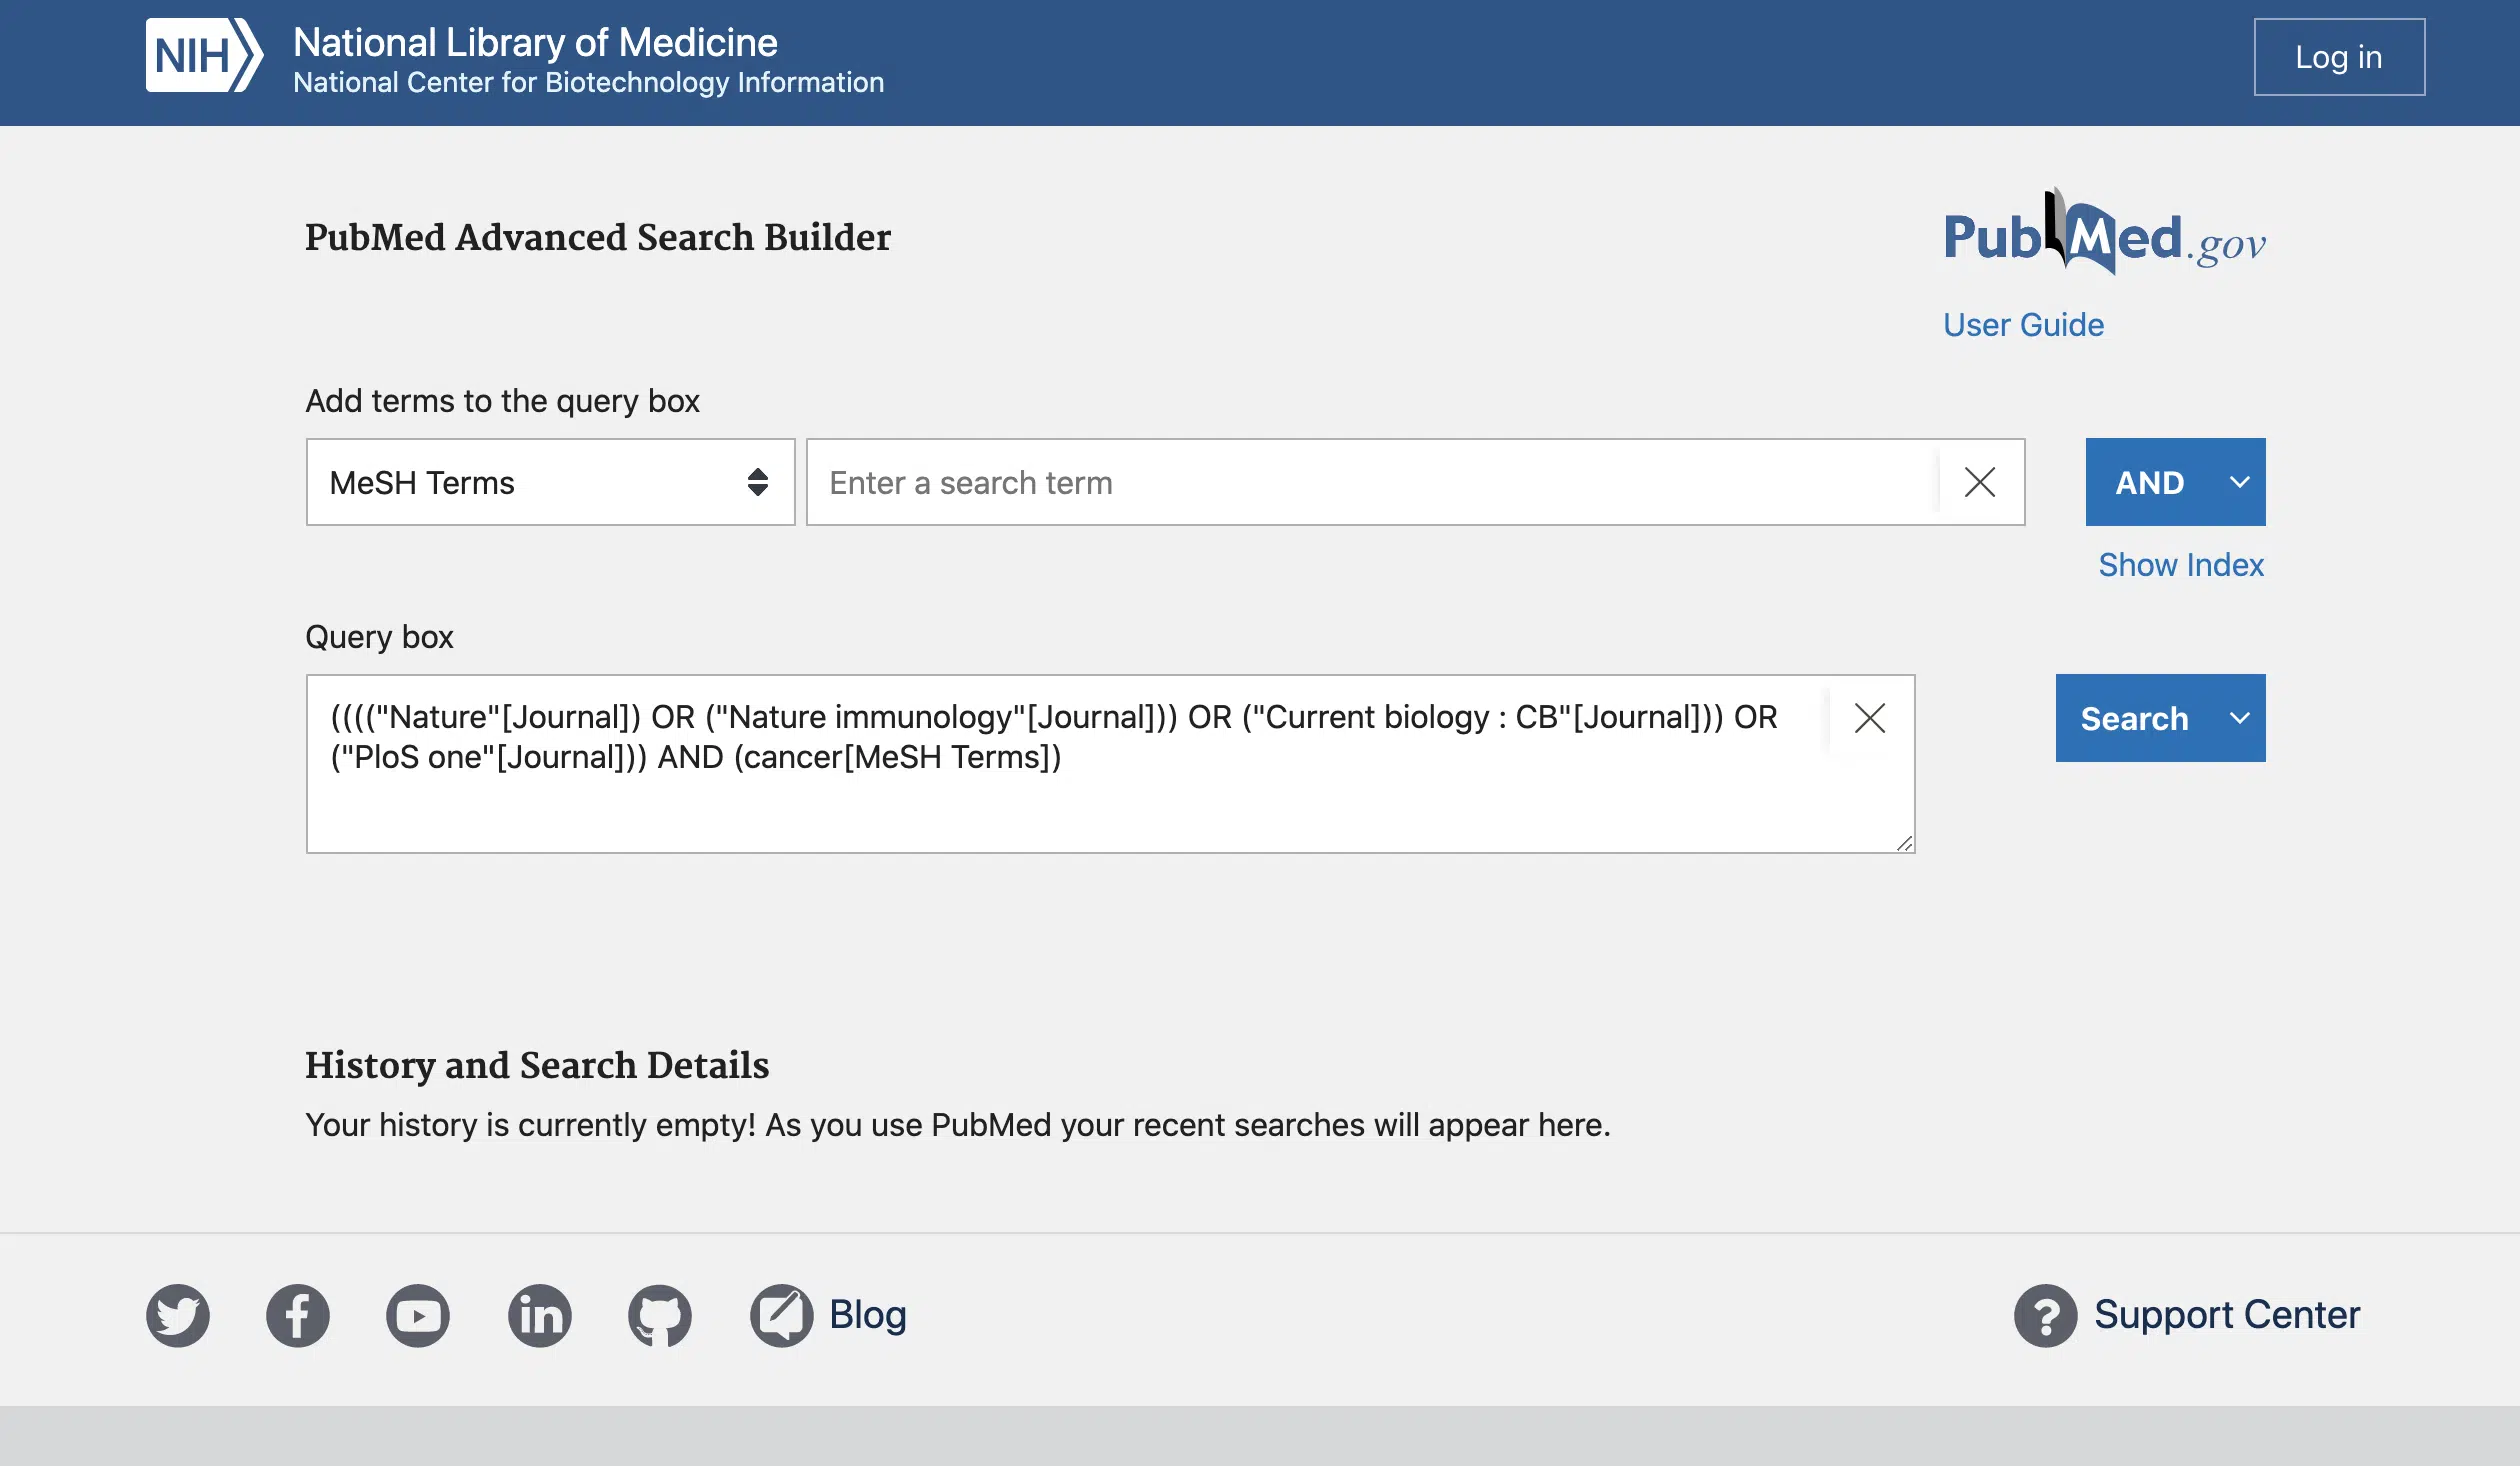 NIH
National Library of Medicine
National Center for Biotechnology Information
Log in
PubMed Advanced Search Builder
PubMed.gov
User Guide
Add terms to the query box
MeSH Terms
Enter a search term
AND
Show Index
Query box
(((("Nature"[Journal]) OR ("Nature immunology"[Journal])) OR ("Current biology : CB"[Journal])) OR
("PloS one"[Journal])) AND (cancer[MeSH Terms])
Search
History and Search Details
Your history is currently empty! As you use PubMed your recent searches will appear here.
in
Blog
Support Center